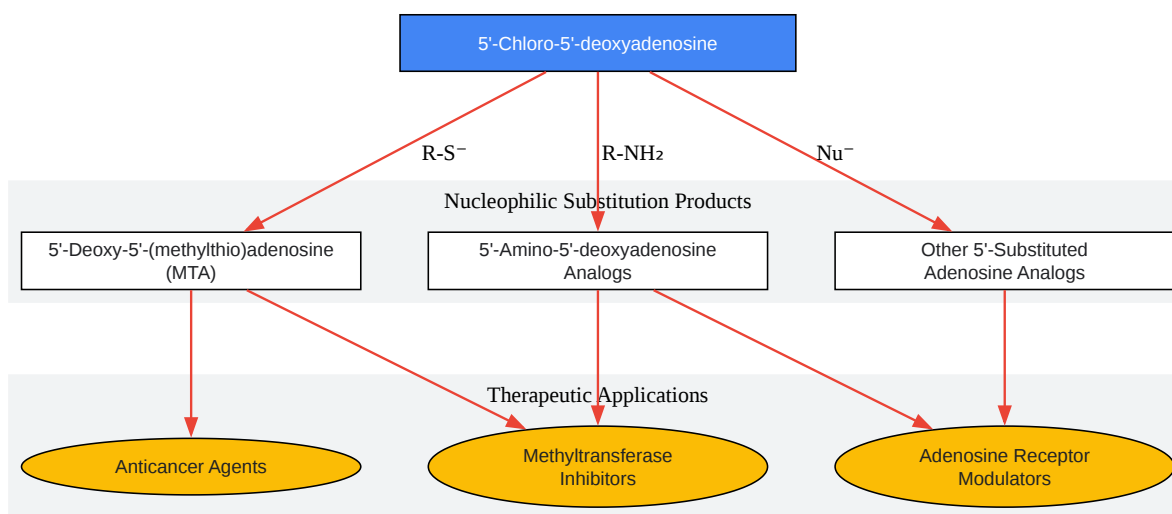 5'-Chloro-5'-deoxyadenosine
R-S⁻
R-NH₂
Nu⁻
Nucleophilic Substitution Products
5'-Deoxy-5'-(methylthio)adenosine
(MTA)
5'-Amino-5'-deoxyadenosine
Analogs
Other 5'-Substituted
Adenosine Analogs
Therapeutic Applications
Anticancer Agents
Methyltransferase
Inhibitors
Adenosine Receptor
Modulators